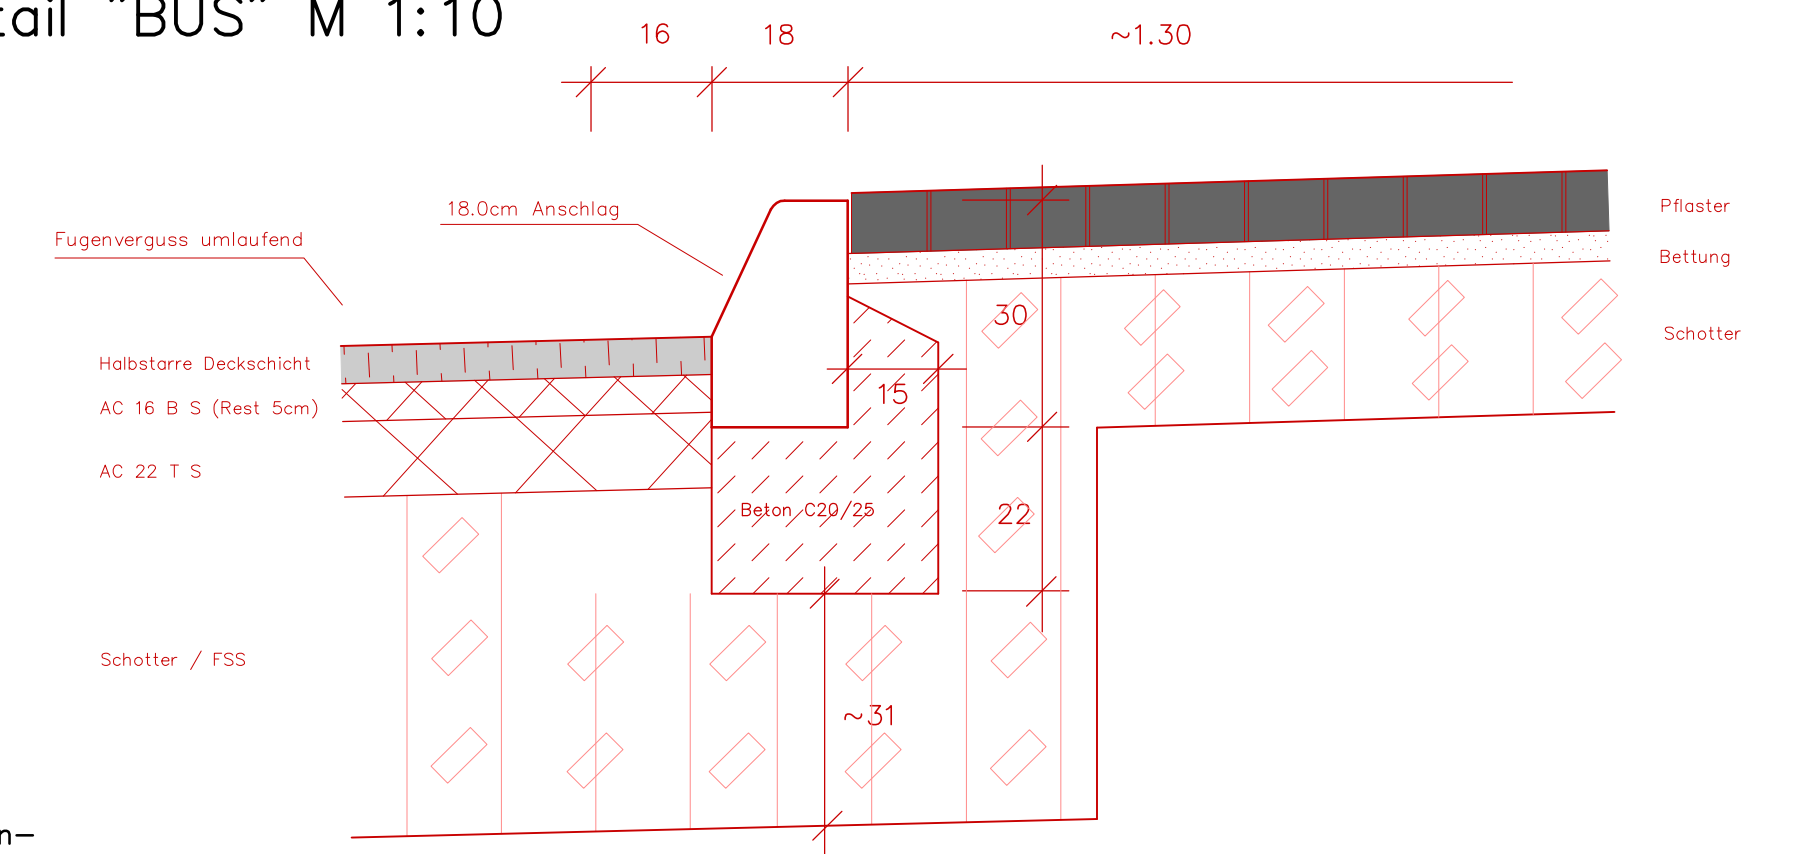 tail "BUS" M 1:10
16
18
~1.30
18.0cm Anschlag
Fugenverguss umlaufend
Pflaster
Bettung
Schotter
30
Halbstarre Deckschicht
15
AC 16 B S (Rest 5cm)
AC 22 T S
Beton C20/25
22
Schotter / FSS
~31
n-